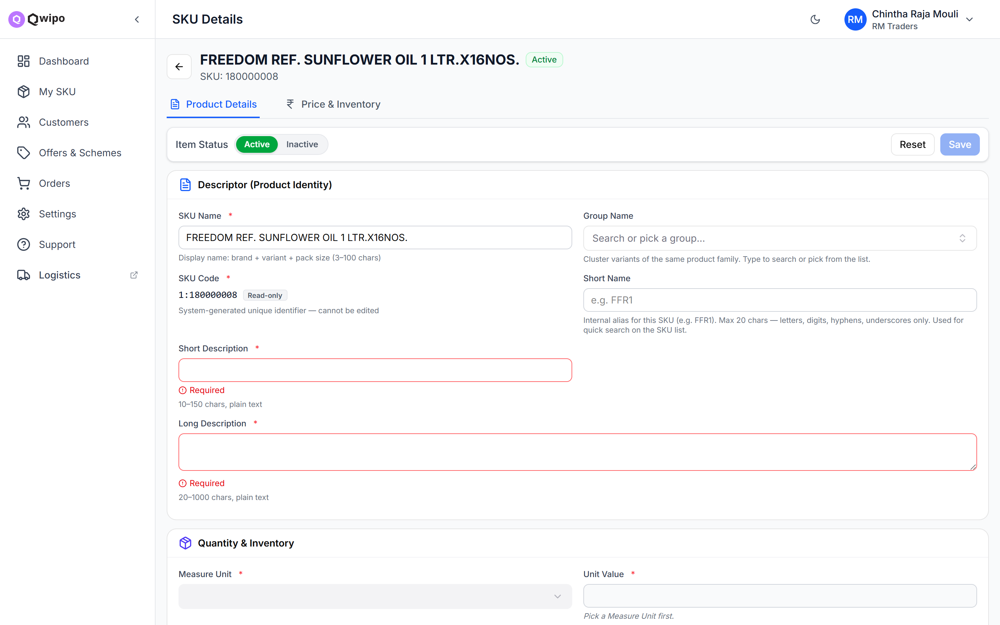 Qwipo
SKU Details
RM
Chintha Raja Mouli
RM Traders
Dashboard
My SKU
Customers
Offers & Schemes
Orders
Settings
Support
Logistics
FREEDOM REF. SUNFLOWER OIL 1 LTR.X16NOS.
Active
SKU: 180000008
Product Details
₹ Price & Inventory
Item Status
Active
Inactive
Reset
Save
Descriptor (Product Identity)
SKU Name *
FREEDOM REF. SUNFLOWER OIL 1 LTR.X16NOS.
Display name: brand + variant + pack size (3–100 chars)
Group Name
Search or pick a group...
Cluster variants of the same product family. Type to search or pick from the list.
SKU Code *
1:180000008
Read-only
System-generated unique identifier — cannot be edited
Short Name
e.g. FFR1
Internal alias for this SKU (e.g. FFR1). Max 20 chars — letters, digits, hyphens, underscores only. Used for
quick search on the SKU list.
Short Description *
Required
10–150 chars, plain text
Long Description *
Required
20–1000 chars, plain text
Quantity & Inventory
Measure Unit *
Unit Value *
Pick a Measure Unit first.